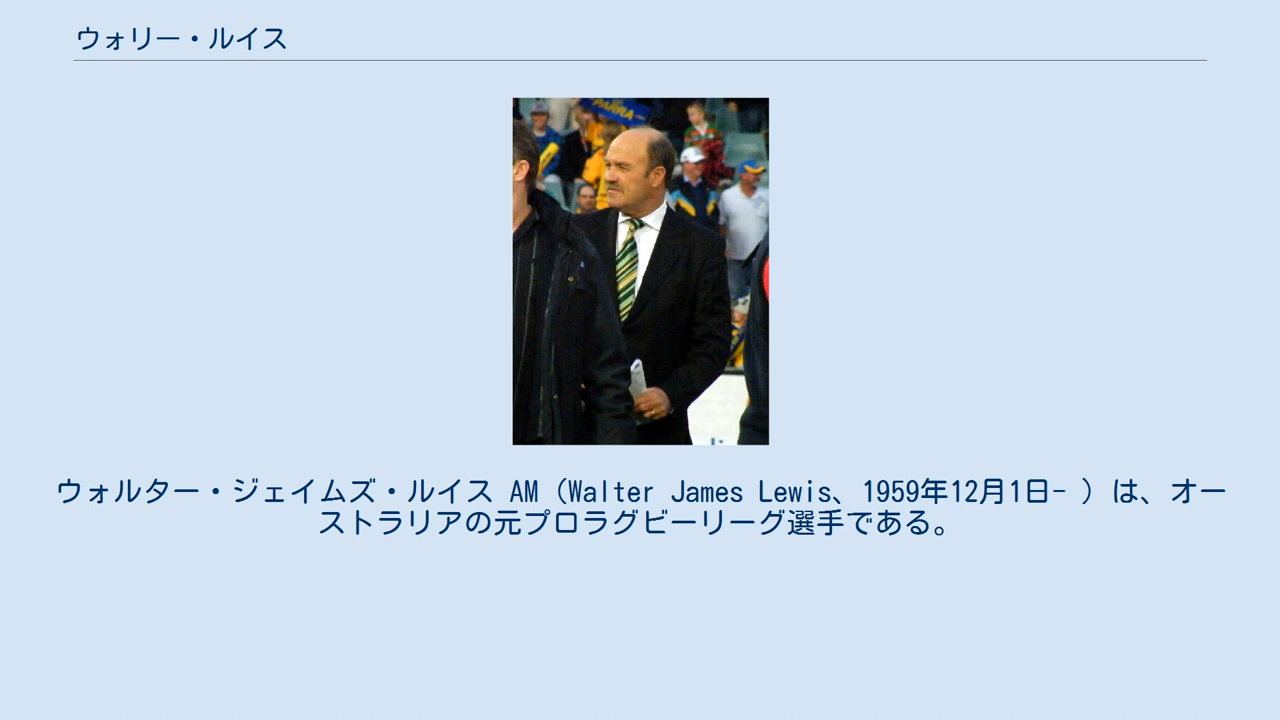 ウォリー・ルイス
PARRA
ウォルター・ジェイムズ・ルイス AM（Walter James Lewis、1959年12月1日- ）は、オー
ストラリアの元プロラグビーリーグ選手である。